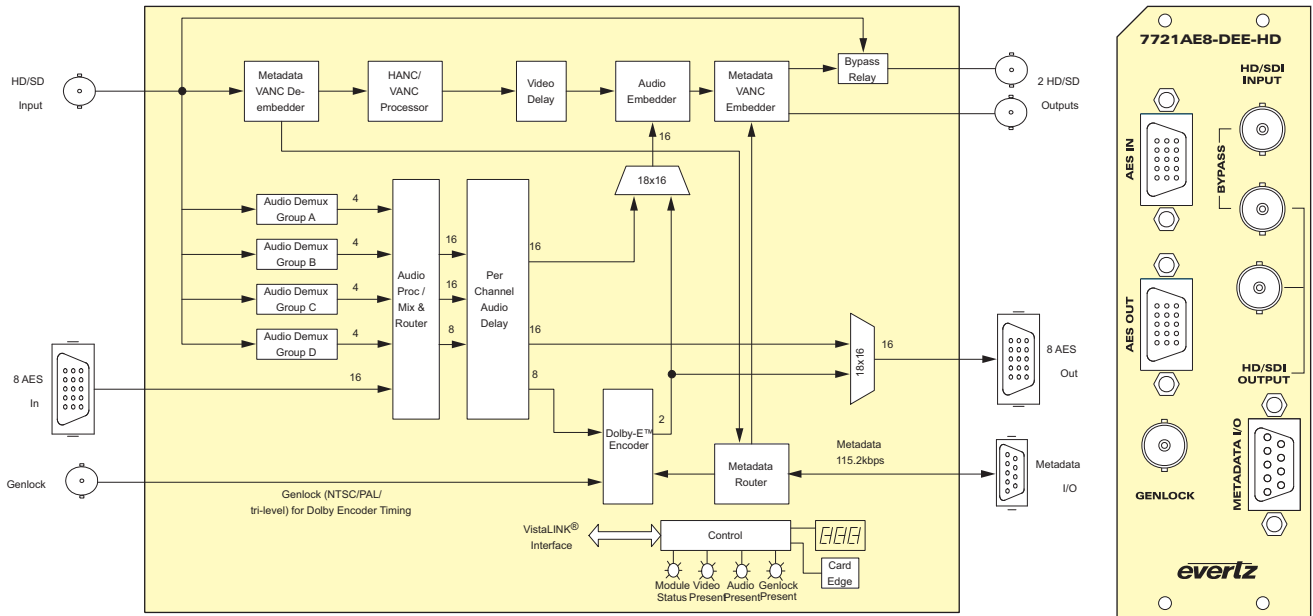 HD/SD
Input
Metadata
VANC De-
embedder
HANC/
VANC
Processor
Video
Delay
Audio
Embedder
Metadata
VANC
Embedder
Bypass
Relay
2 HD/SD
Outputs
16
18x16
Audio Demux
Group A
4
Audio Demux
Group B
4
Audio Demux
Group C
4
Audio Demux
Group D
4
8 AES
In
16
Audio
Proc /
Mix &
Router
16
16
8
Per
Channel
Audio
Delay
16
16
8
18x16
16
8 AES
Out
Dolby-E™
Encoder
2
Metadata
Router
Metadata
115.2kbps
Metadata
I/O
Genlock
Genlock (NTSC/PAL/
tri-level) for Dolby Encoder Timing
VistaLINK®
Interface
Control
Card
Edge
Module
Status
Video
Present
Audio
Present
Genlock
Present
7721AE8-DEE-HD
HD/SDI
INPUT
AES IN
BYPASS
AES OUT
HD/SDI
OUTPUT
METADATA I/O
GENLOCK
evertz